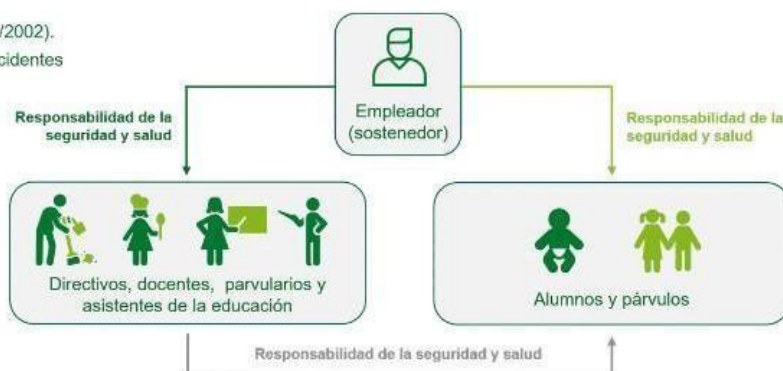 /2002).
cidentes
Empleador
(sostenedor)
Responsabilidad de la
seguridad y salud
Responsabilidad de la
seguridad y salud
Directivos, docentes, parvularios y
asistentes de la educación
Alumnos y párvulos
Responsabilidad de la seguridad y salud